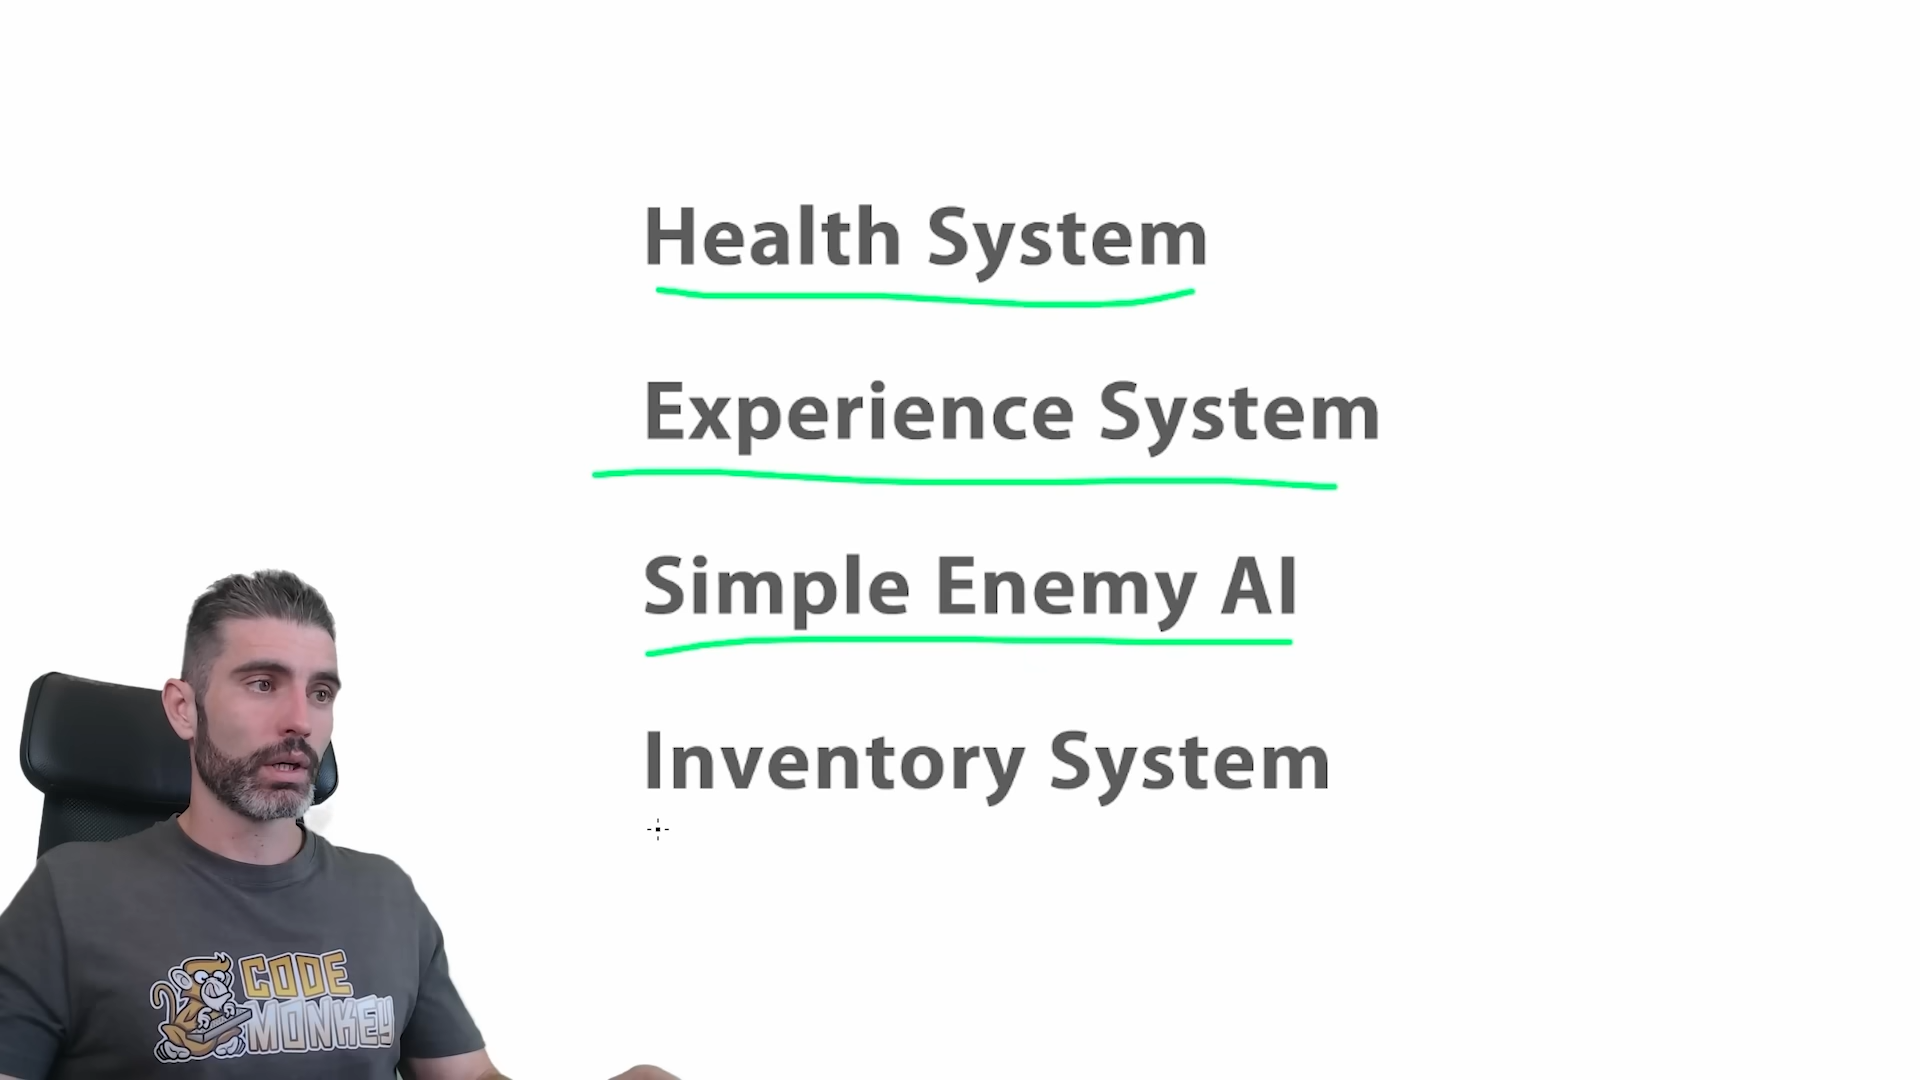 Health System
Experience System
Simple Enemy AI
Inventory System
CODE
MONKEY